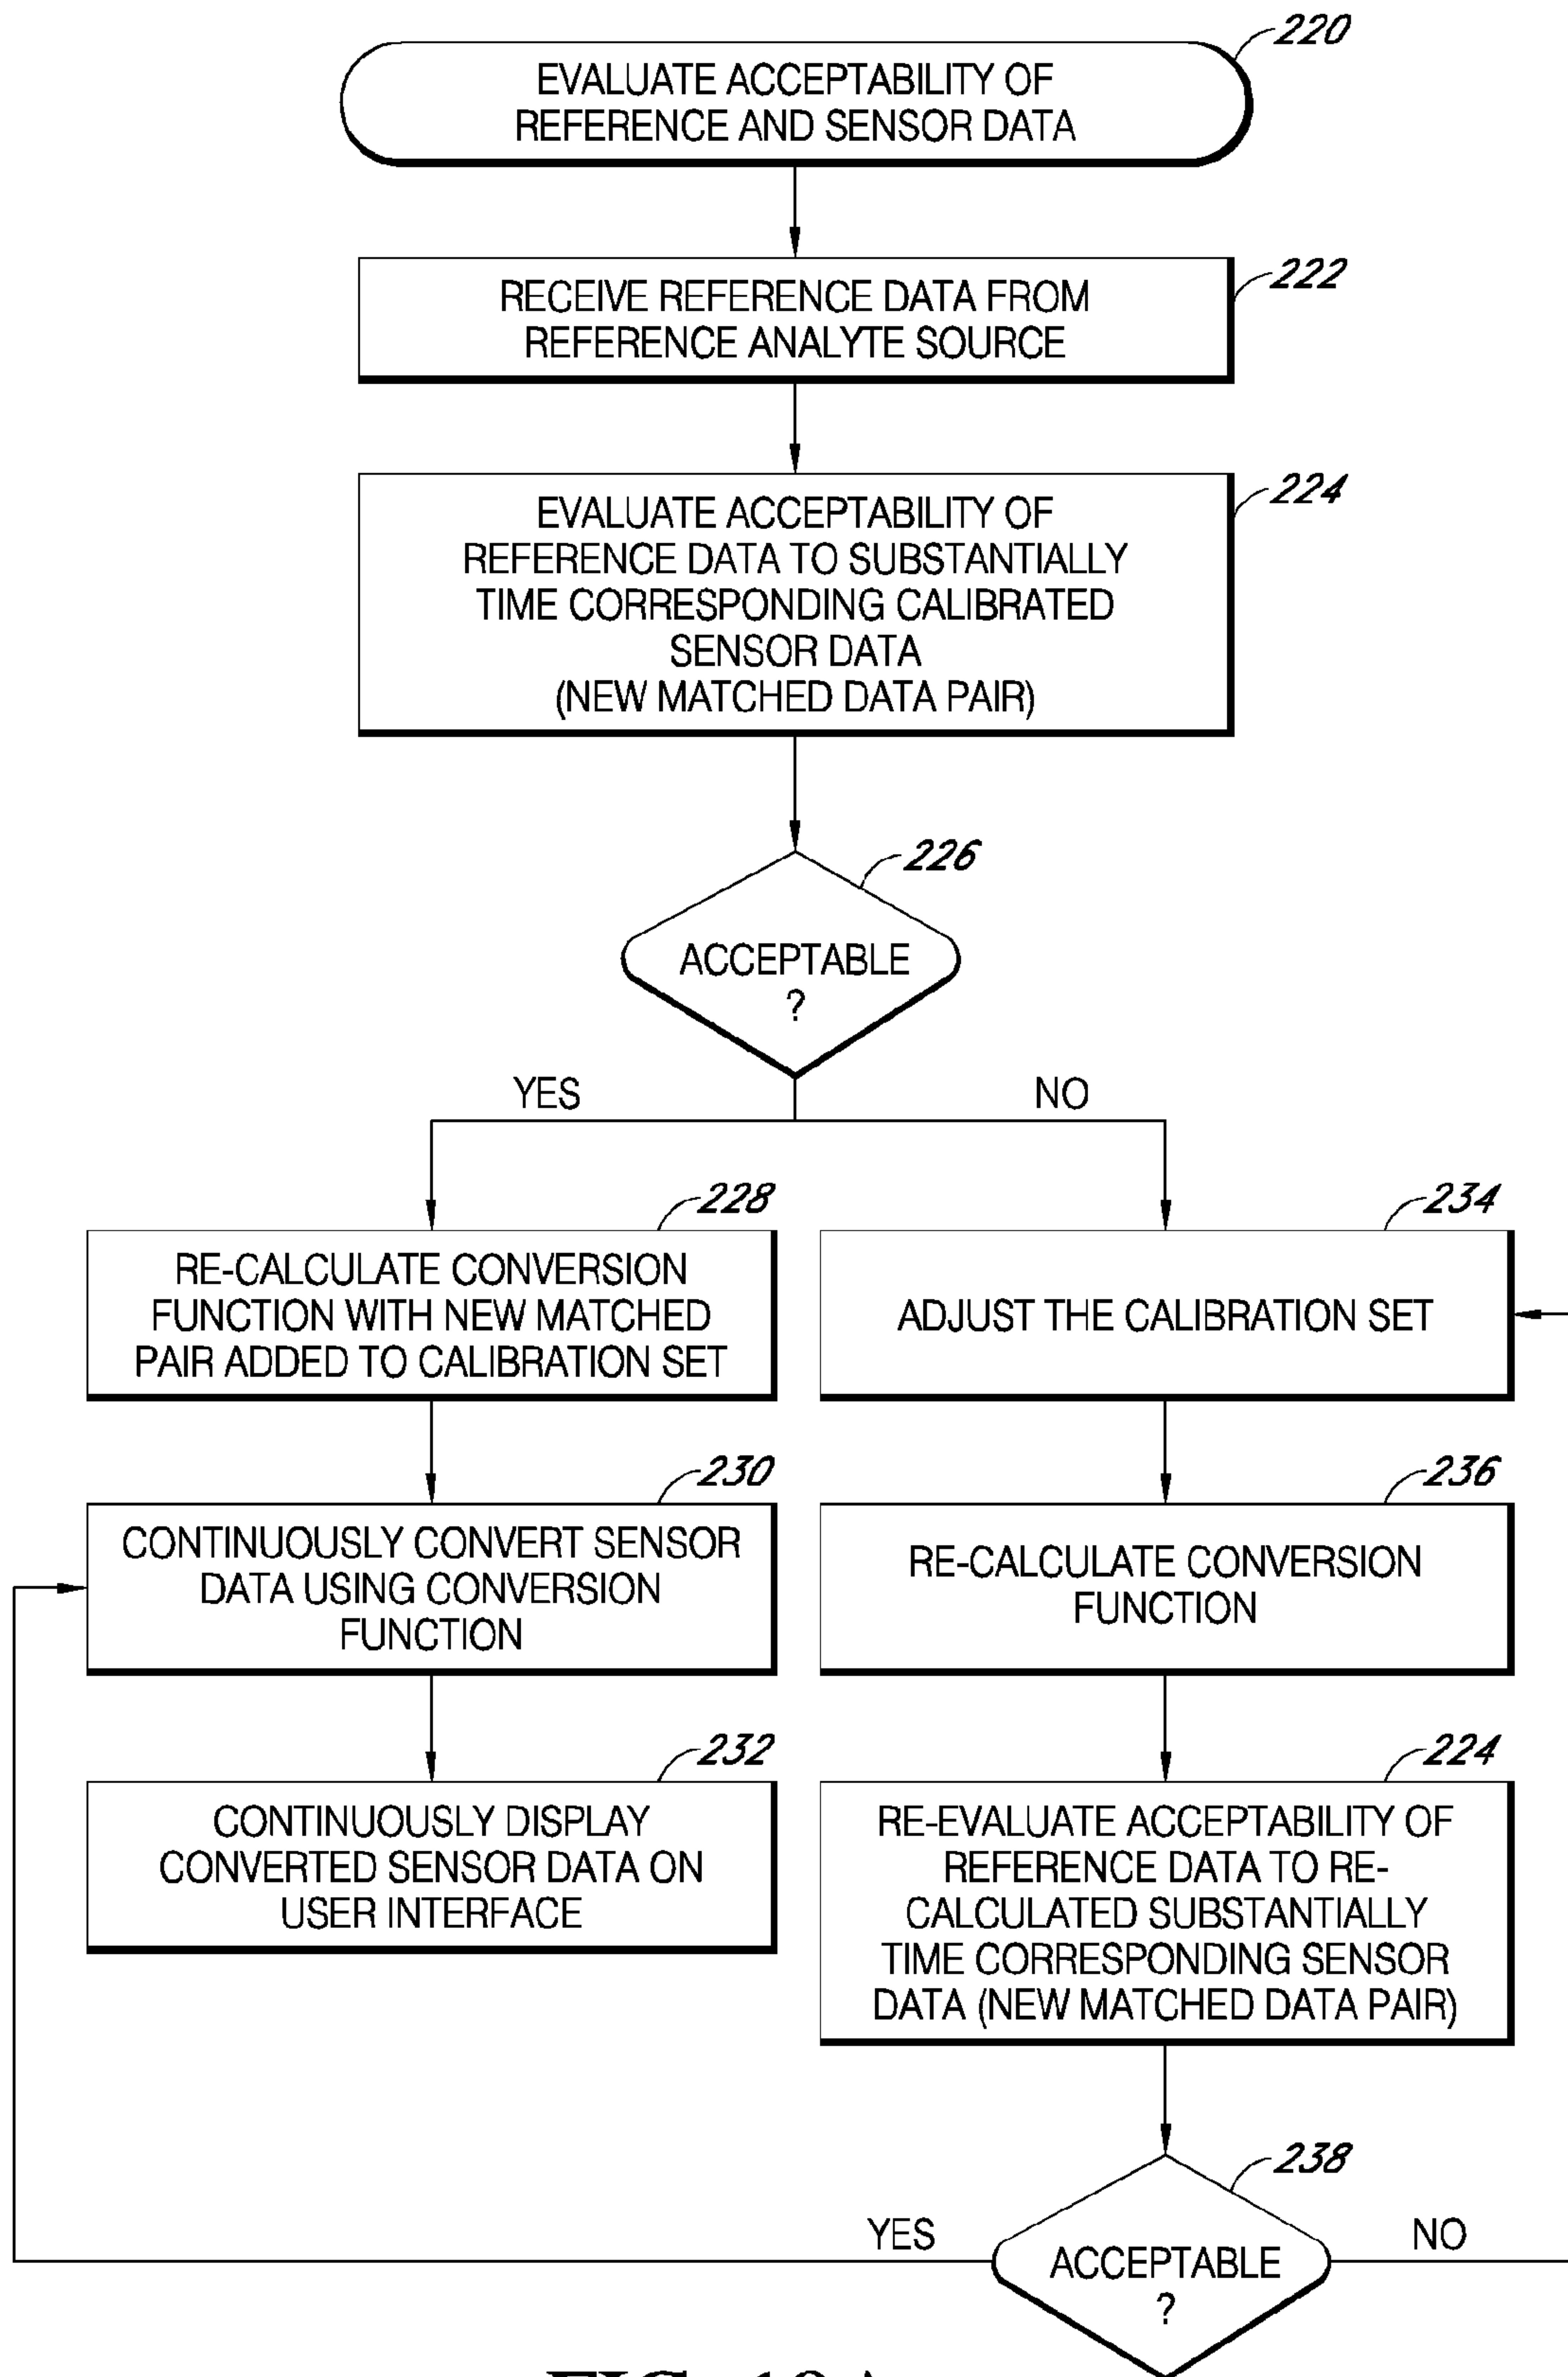 220
EVALUATE ACCEPTABILITY OF
REFERENCE AND SENSOR DATA
222
RECEIVE REFERENCE DATA FROM
REFERENCE ANALYTE SOURCE
224
EVALUATE ACCEPTABILITY OF
REFERENCE DATA TO SUBSTANTIALLY
TIME CORRESPONDING CALIBRATED
SENSOR DATA
(NEW MATCHED DATA PAIR)
226
ACCEPTABLE
?
YES
NO
228
RE-CALCULATE CONVERSION
FUNCTION WITH NEW MATCHED
PAIR ADDED TO CALIBRATION SET
234
ADJUST THE CALIBRATION SET
230
CONTINUOUSLY CONVERT SENSOR
DATA USING CONVERSION
FUNCTION
236
RE-CALCULATE CONVERSION
FUNCTION
232
CONTINUOUSLY DISPLAY
CONVERTED SENSOR DATA ON
USER INTERFACE
224
RE-EVALUATE ACCEPTABILITY OF
REFERENCE DATA TO RE-
CALCULATED SUBSTANTIALLY
TIME CORRESPONDING SENSOR
DATA (NEW MATCHED DATA PAIR)
238
YES
ACCEPTABLE
?
NO